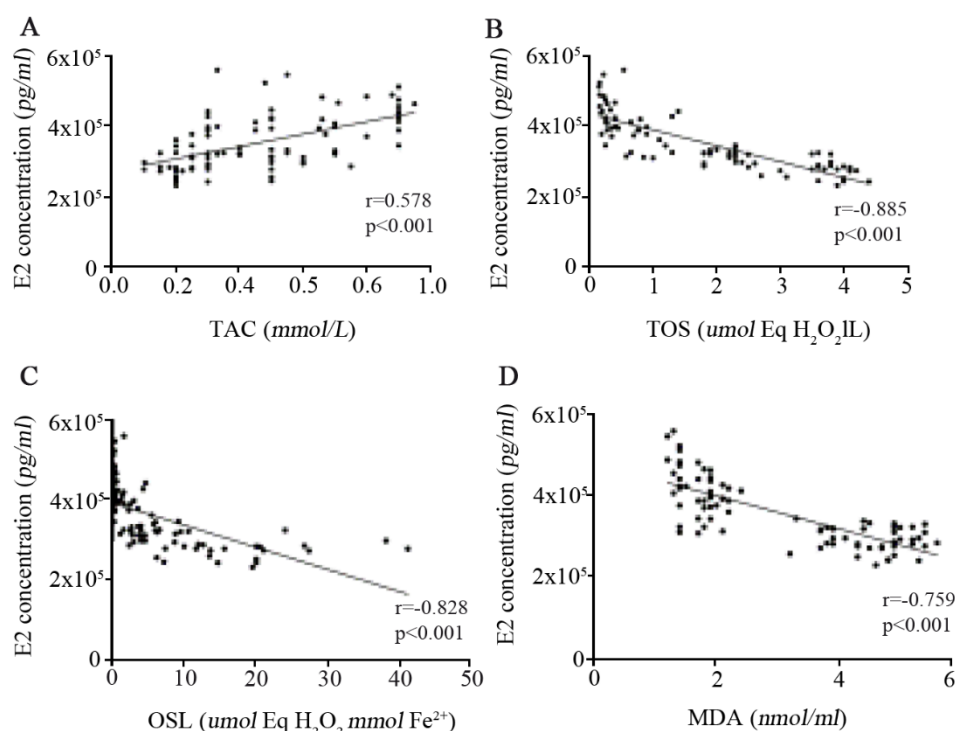 A
E2 concentration (pg/ml)
6x10⁵
4x10⁵
2x10⁵
0
0.0 0.2 0.2 0.4 0.6 0.8 1.0
TAC (mmol/L)
r=0.578
p<0.001
B
E2 concentration (pg/ml)
6x10⁵
4x10⁵
2x10⁵
0
0 1 2 3 4 5
TOS (umol Eq H₂O₂lL)
r=-0.885
p<0.001
C
E2 concentration (pg/ml)
6x10⁵
4x10⁵
2x10⁵
0
0 10 20 30 40 50
OSL (umol Eq H₂O₂ mmol Fe²⁺)
r=-0.828
p<0.001
D
E2 concentration (pg/ml)
6x10⁵
4x10⁵
2x10⁵
0
0 2 4 6
MDA (nmol/ml)
r=-0.759
p<0.001